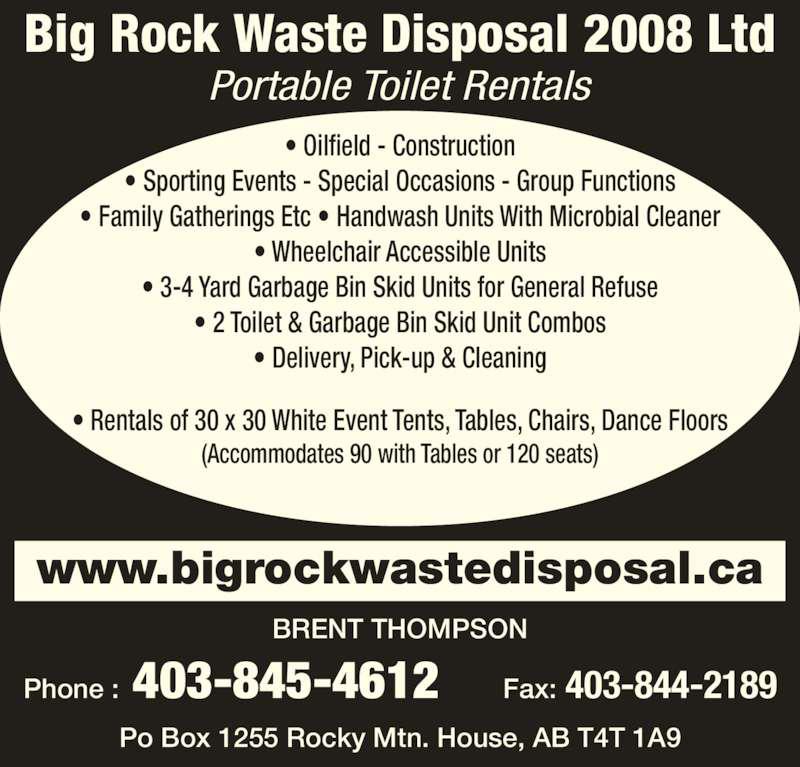 Big Rock Waste Disposal 2008 Ltd
Portable Toilet Rentals
• Oilfield - Construction
• Sporting Events - Special Occasions - Group Functions
• Family Gatherings Etc • Handwash Units With Microbial Cleaner
• Wheelchair Accessible Units
• 3-4 Yard Garbage Bin Skid Units for General Refuse
• 2 Toilet & Garbage Bin Skid Unit Combos
• Delivery, Pick-up & Cleaning
• Rentals of 30 x 30 White Event Tents, Tables, Chairs, Dance Floors
(Accommodates 90 with Tables or 120 seats)
www.bigrockwastedisposal.ca
BRENT THOMPSON
Phone : 403-845-4612 Fax: 403-844-2189
Po Box 1255 Rocky Mtn. House, AB T4T 1A9